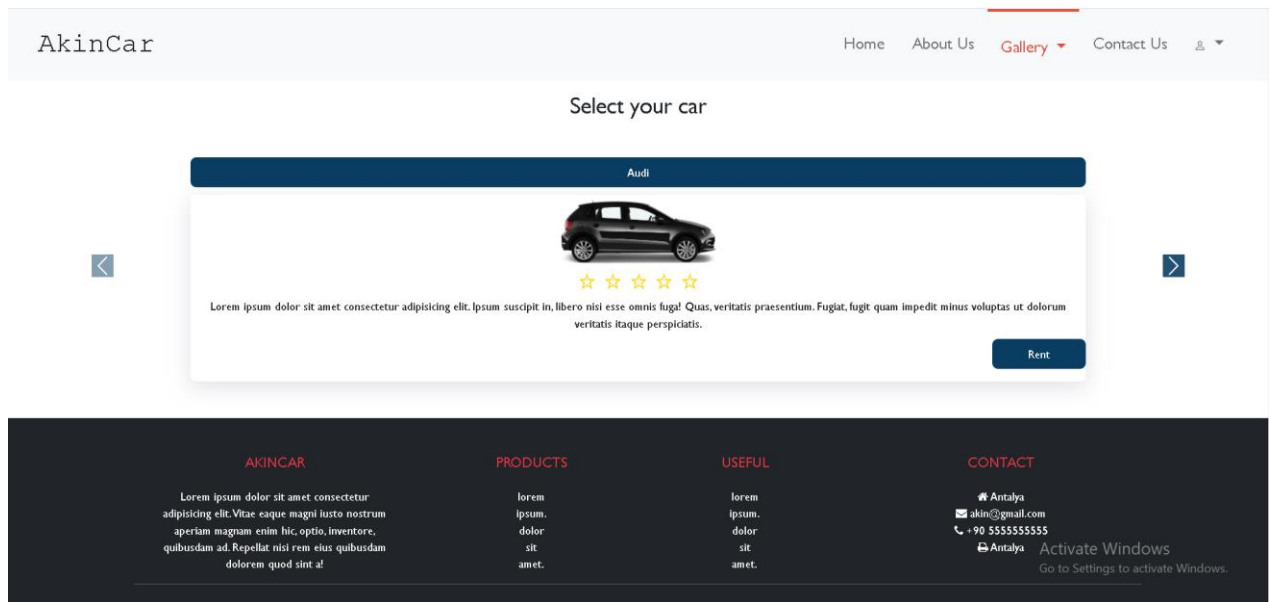 AkinCar
Home About Us Gallery Contact Us
Select your car
Audi
Lorem ipsum dolor sit amet consectetur adipisicing elit. Ipsum suscipit in, libero nisi esse omnis fuga! Quas, veritatis praesentium. Fugiat, fugit quam impedit minus voluptas ut dolorum
veritatis itaque perspiciatis.
Rent
AKINCAR
Lorem ipsum dolor sit amet consectetur
adipisicing elit. Vitae eaque magni iusto nostrum
aperiam magnam enim hic, optio, inventore,
quibusdam ad. Repellat nisi rem eius quibusdam
dolorem quod sint a!
PRODUCTS
lorem
ipsum.
dolor
sit
amet.
USEFUL
lorem
ipsum.
dolor
sit
amet.
CONTACT
Antalya
akin@gmail.com
+90 5555555555
Antalya
Activate Windows
Go to Settings to activate Windows.